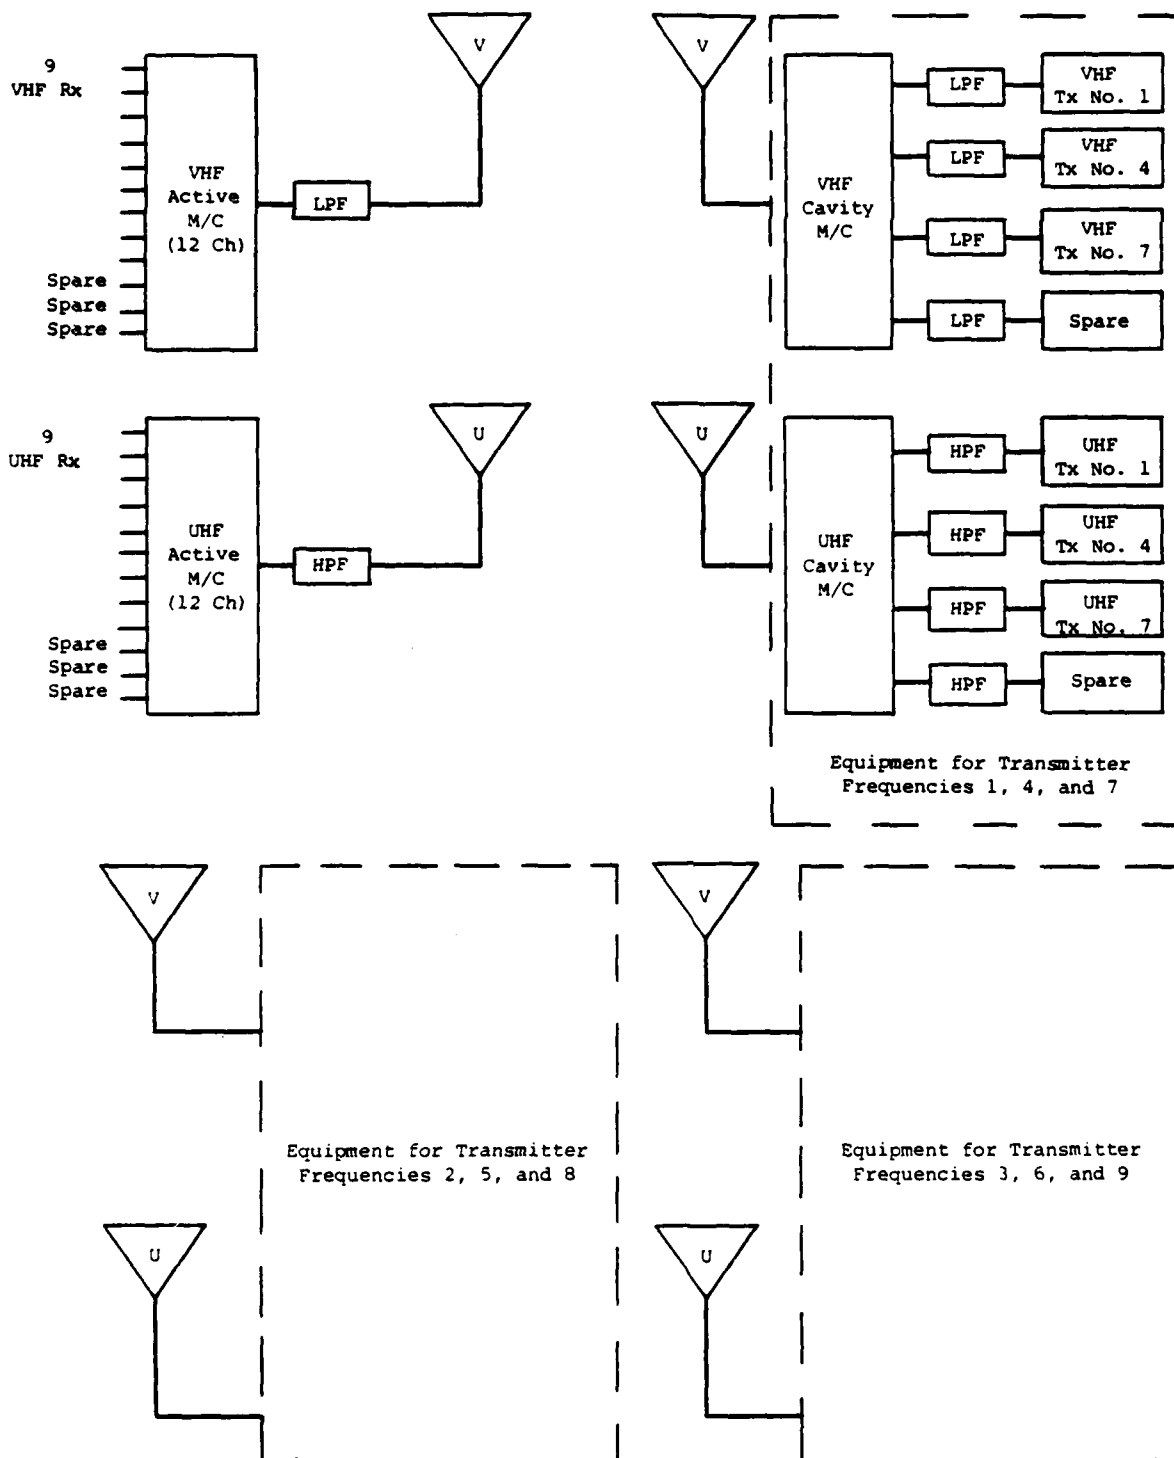 9
VHF Rx
Spare
Spare
Spare
VHF
Active
M/C
(12 Ch)
LPF
V
V
VHF
Cavity
M/C
LPF
VHF
Tx No. 1
LPF
VHF
Tx No. 4
LPF
VHF
Tx No. 7
LPF
Spare
9
UHF Rx
Spare
Spare
Spare
UHF
Active
M/C
(12 Ch)
HPF
U
U
UHF
Cavity
M/C
HPF
UHF
Tx No. 1
HPF
UHF
Tx No. 4
HPF
UHF
Tx No. 7
HPF
Spare
Equipment for Transmitter
Frequencies 1, 4, and 7
V
U
Equipment for Transmitter
Frequencies 2, 5, and 8
V
U
Equipment for Transmitter
Frequencies 3, 6, and 9